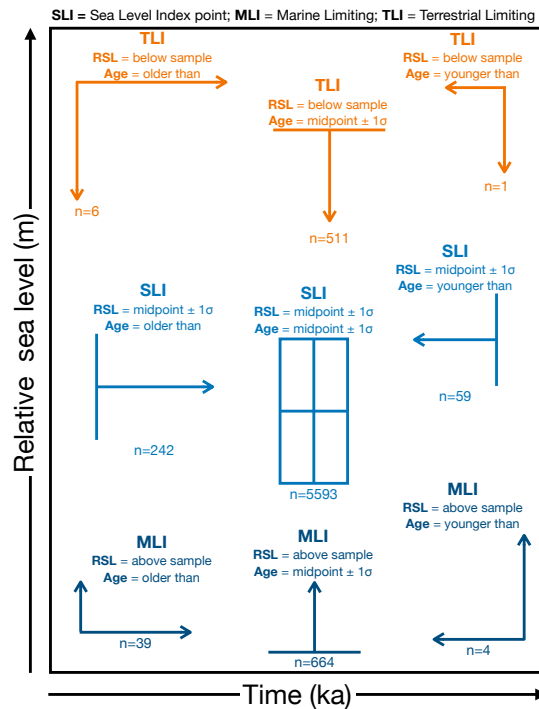 SLI = Sea Level Index point; MLI = Marine Limiting; TLI = Terrestrial Limiting
TLI
RSL = below sample
Age = older than
n=6
TLI
RSL = below sample
Age = midpoint ± 1σ
n=511
TLI
RSL = below sample
Age = younger than
n=1
SLI
RSL = midpoint ± 1σ
Age = older than
n=242
SLI
RSL = midpoint ± 1σ
Age = midpoint ± 1σ
n=5593
SLI
RSL = midpoint ± 1σ
Age = younger than
n=59
MLI
RSL = above sample
Age = older than
n=39
MLI
RSL = above sample
Age = midpoint ± 1σ
n=664
MLI
RSL = above sample
Age = younger than
n=4
Relative sea level (m)
Time (ka)